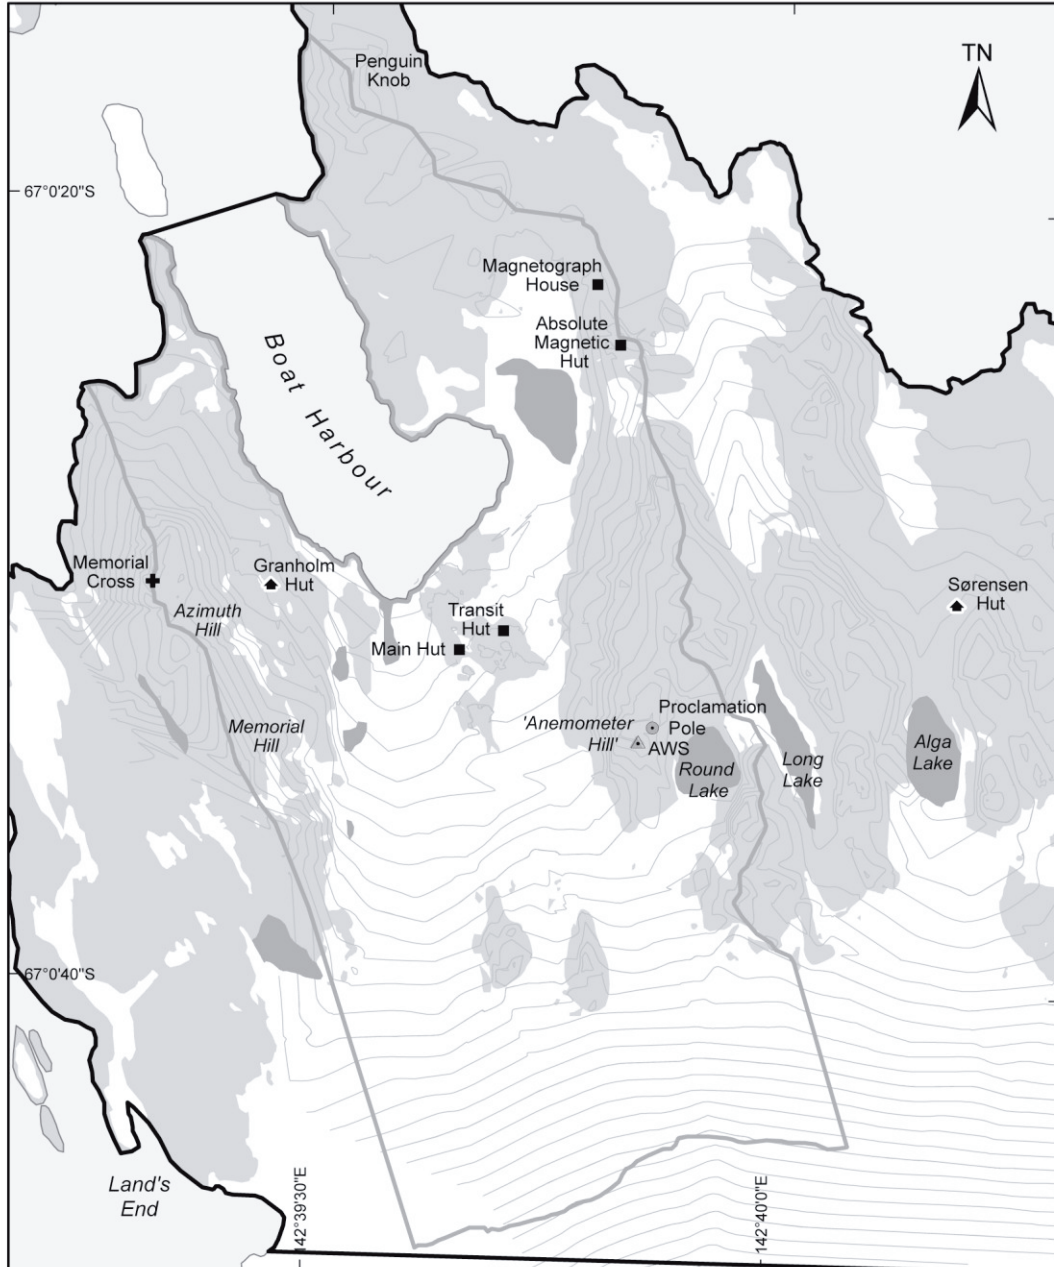 Penguin
Knob
TN
67°0'20"S
Magnetograph
House
Absolute
Magnetic
Hut
Boat Harbour
Memorial
Cross
Granholm
Hut
Azimuth
Hill
Transit
Hut
Main Hut
Sørensen
Hut
Memorial
Hill
'Anemometer
Hill'
Proclamation
Pole
AWS
Round
Lake
Long
Lake
Alga
Lake
67°0'40"S
Land's
End
142°39'30"E
142°40'0"E